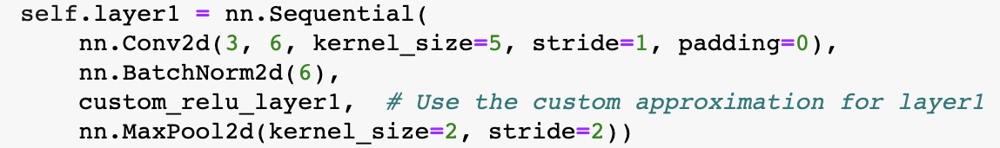 self.layer1 = nn.Sequential(
    nn.Conv2d(3, 6, kernel_size=5, stride=1, padding=0),
    nn.BatchNorm2d(6),
    custom_relu_layer1,  # Use the custom approximation for layer1
    nn.MaxPool2d(kernel_size=2, stride=2))